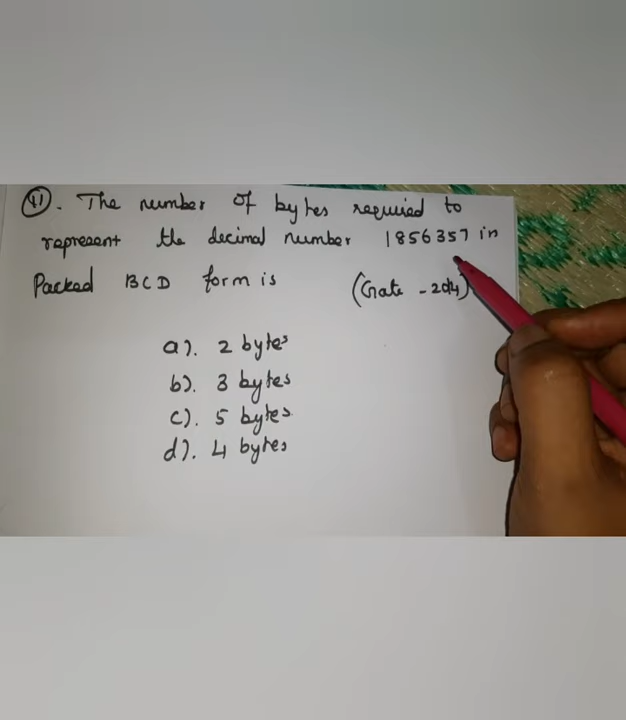 41. The number of bytes required to
represent the decimal number 1856357 in
Packed BCD form is (Gate - 2014)
a). 2 bytes
b). 3 bytes
c). 5 bytes
d). 4 bytes